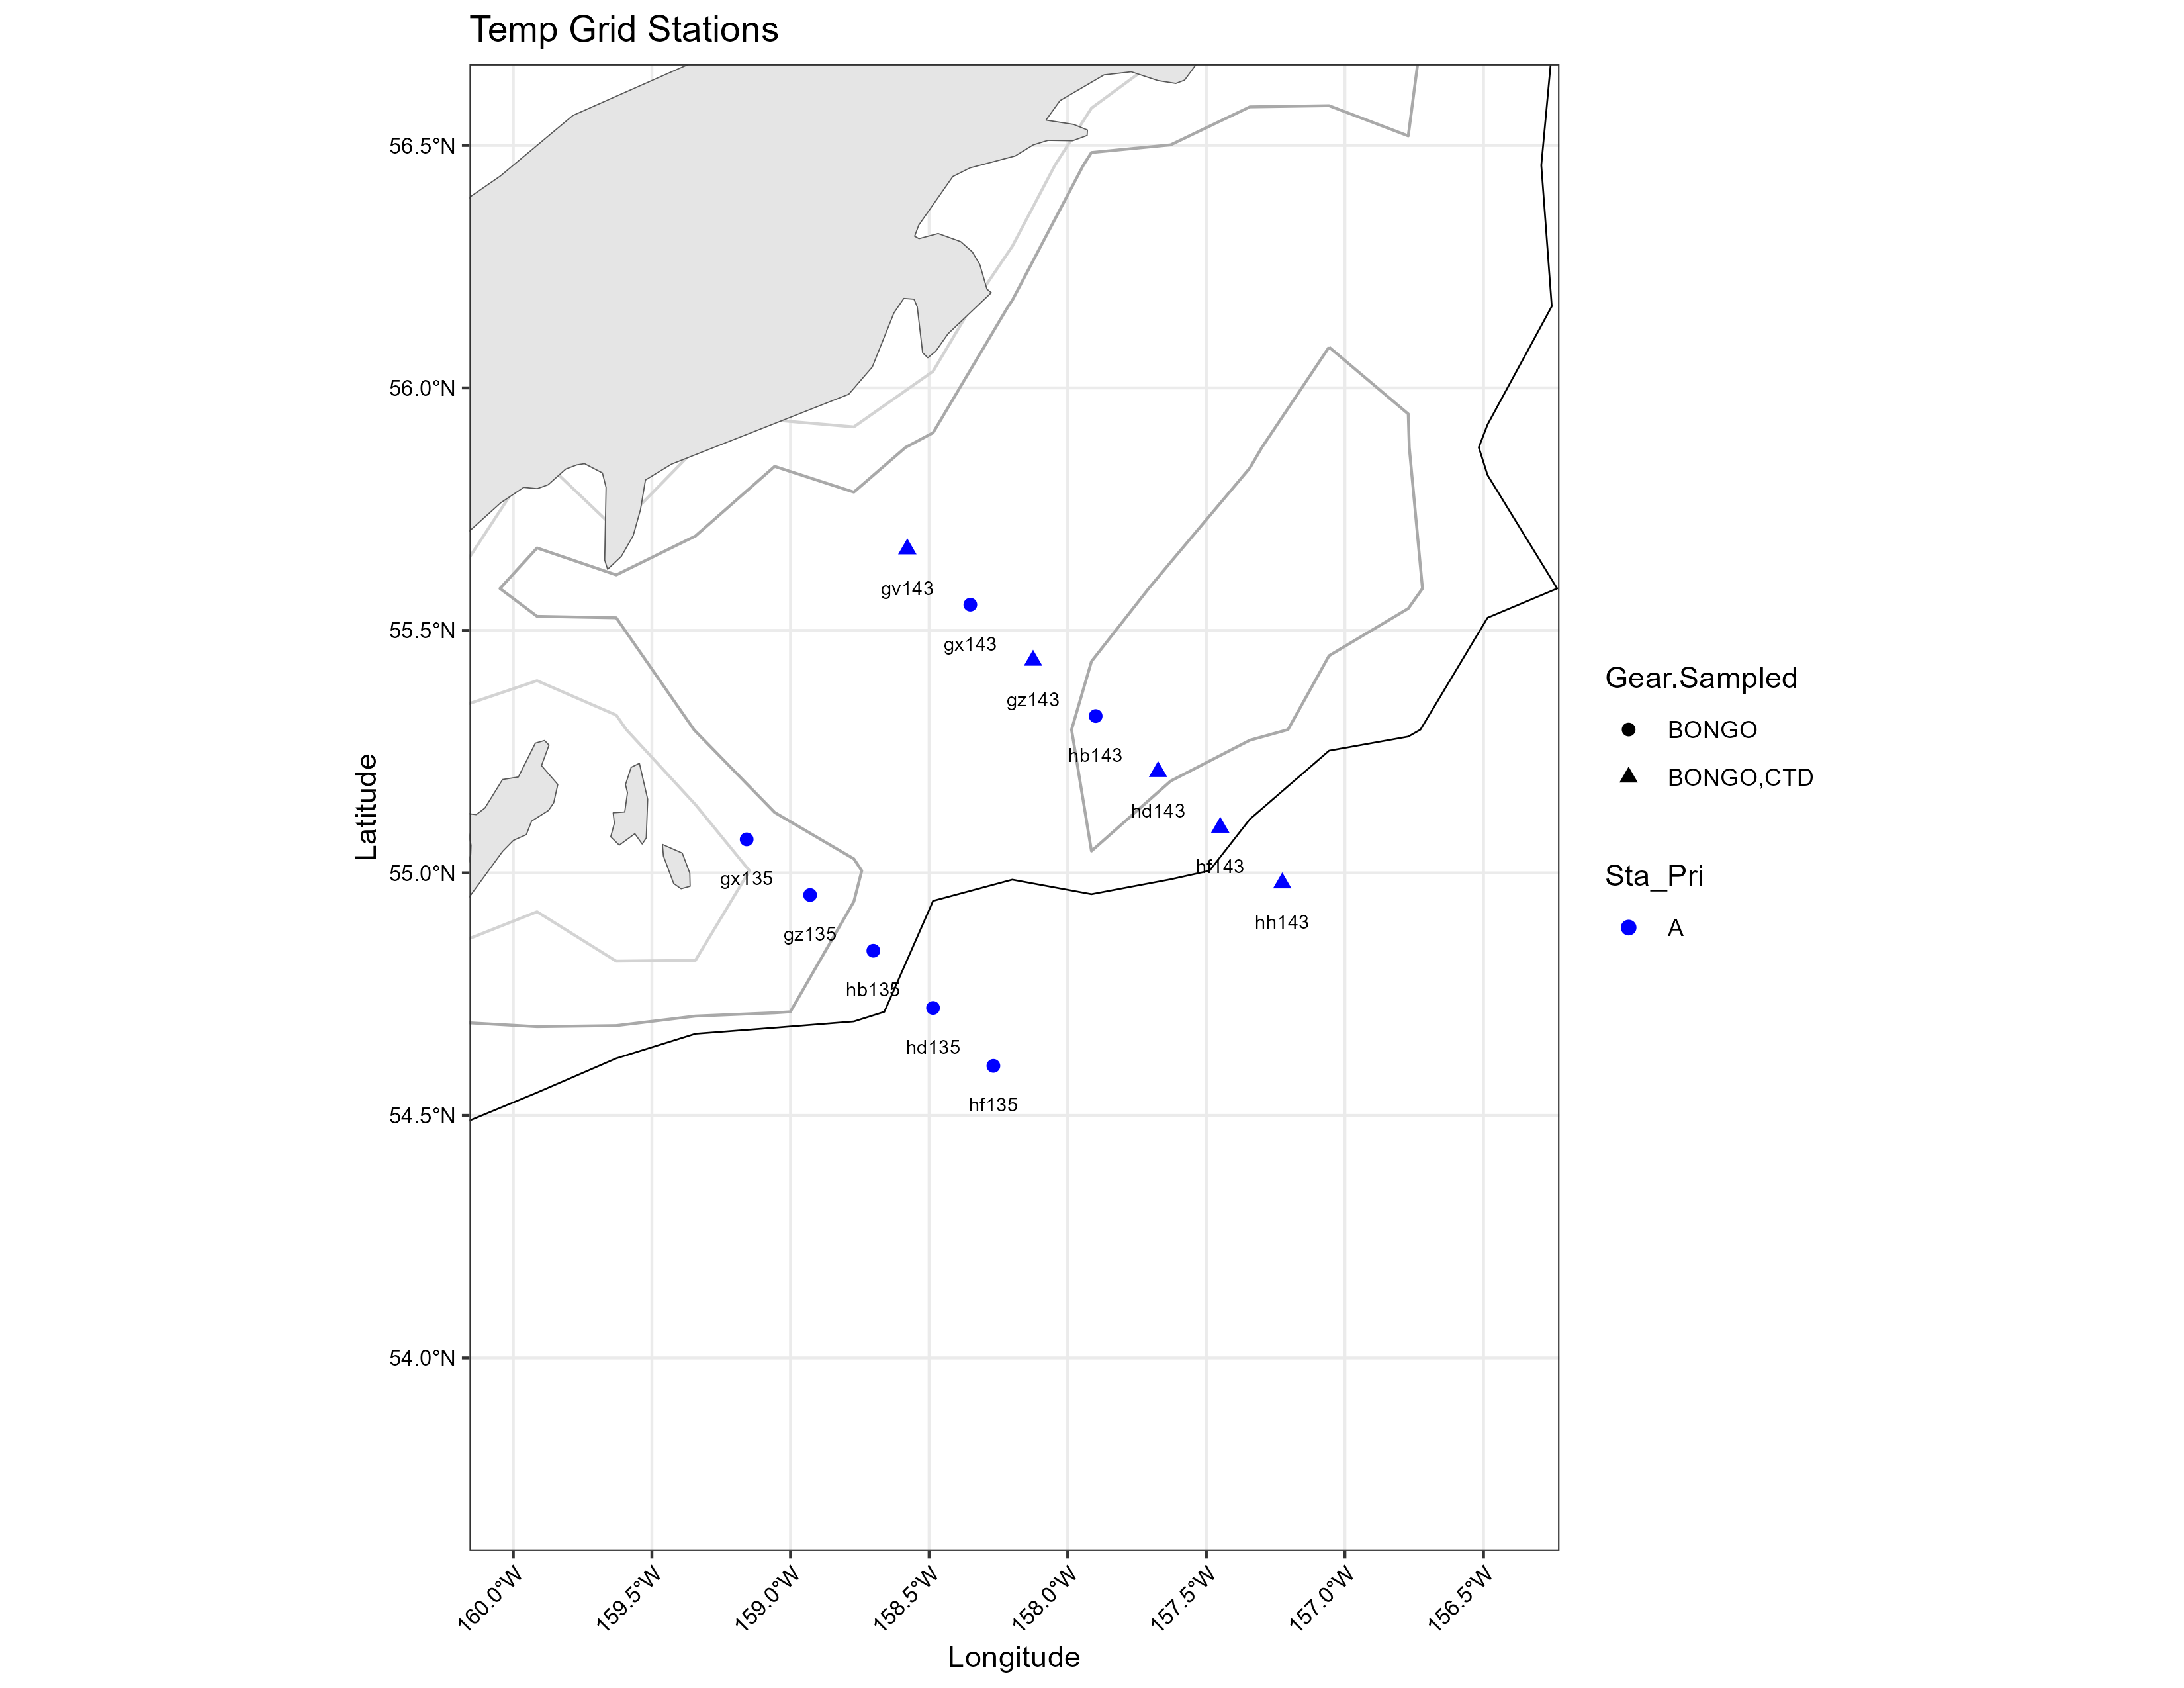 Temp Grid Stations
56.5°N
56.0°N
55.5°N
55.0°N
54.5°N
54.0°N
Latitude
gv143
gx143
gz143
hb143
hd143
hf143
hh143
gx135
gz135
hb135
hd135
hf135
160.0°W
159.5°W
159.0°W
158.5°W
158.0°W
157.5°W
157.0°W
156.5°W
Longitude
Gear.Sampled
BONGO
BONGO,CTD
Sta_Pri
A